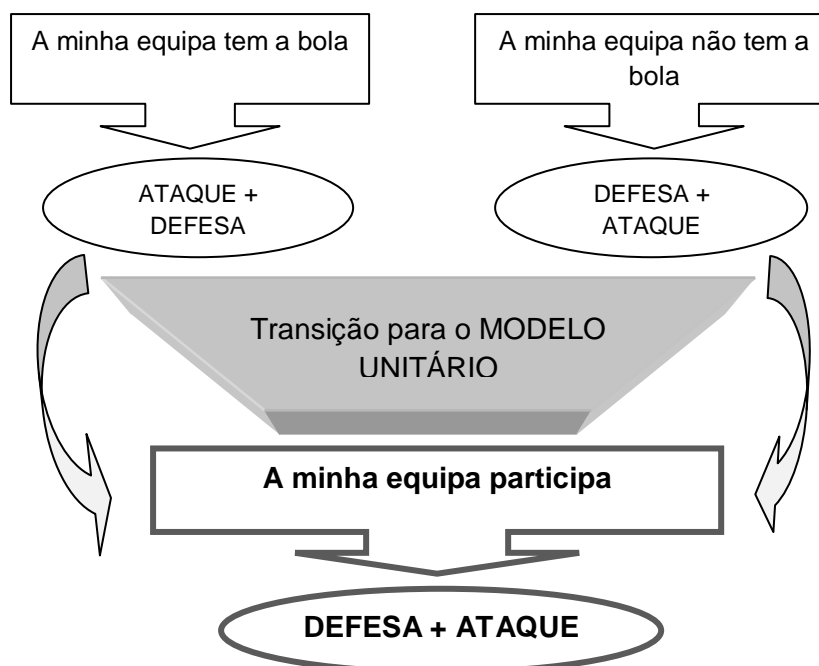 A minha equipa tem a bola
A minha equipa não tem a
bola
ATAQUE +
DEFESA
DEFESA +
ATAQUE
Transição para o MODELO
UNITÁRIO
A minha equipa participa
DEFESA + ATAQUE